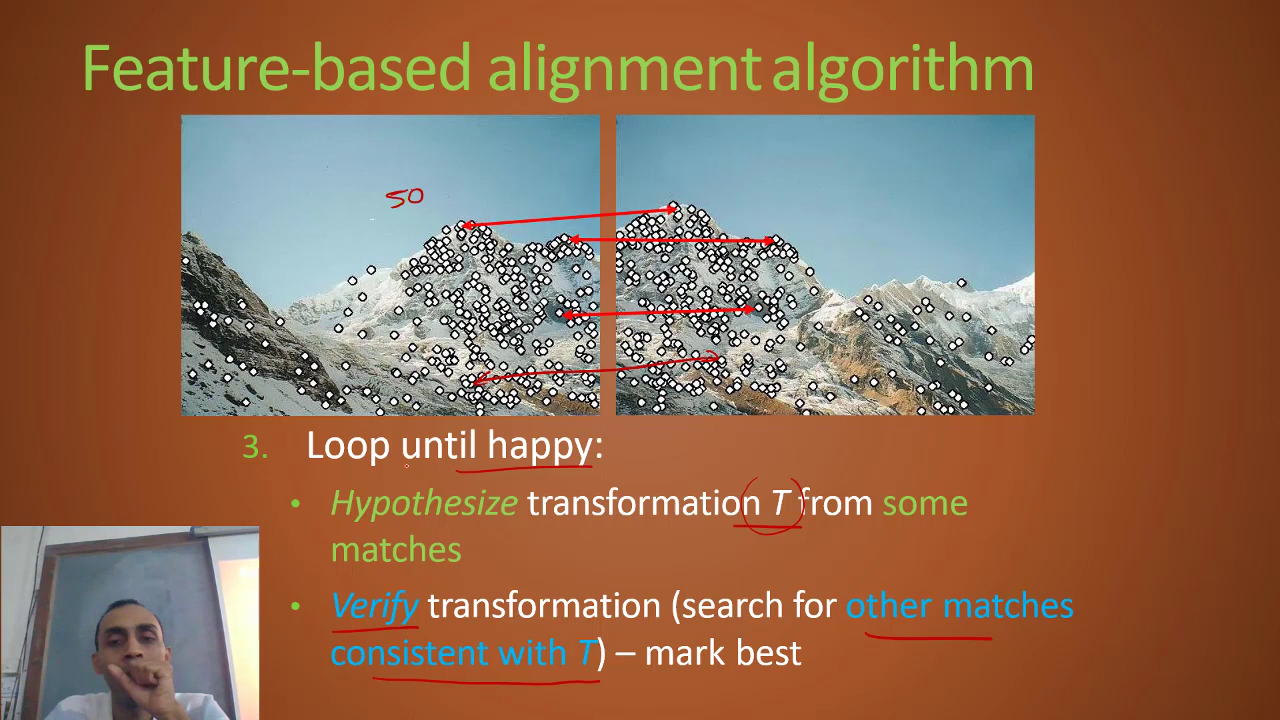 Feature-based alignment algorithm
50
3. Loop until happy:
• Hypothesize transformation T from some
matches
• Verify transformation (search for other matches
consistent with T) – mark best